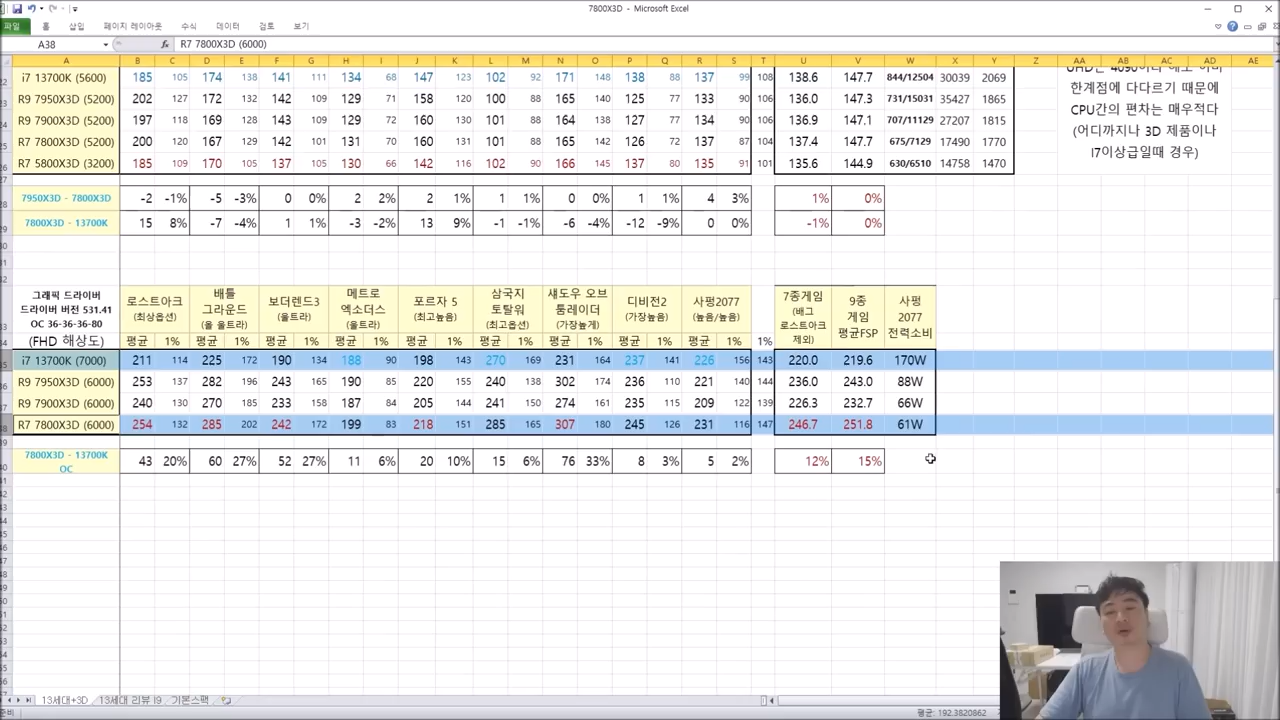 7800X3D - Microsoft Excel
파일 홈 삽입 페이지 레이아웃 수식 데이터 검토 보기
A38 fx R7 7800X3D (6000)
A B C D E F G H I J K L M N O P Q R S T U V W X Y Z AA AB AC AD AE
i7 13700K (5600) 185 105 174 138 141 111 134 68 147 123 102 92 171 148 138 88 137 99 108 138.6 147.7 844/12504 30039 2069
R9 7950X3D (5200) 202 127 172 132 142 109 129 71 158 120 100 88 165 140 125 77 133 90 106 136.0 147.3 731/15031 35427 1865
R9 7900X3D (5200) 197 118 169 128 143 109 129 72 160 130 101 90 165 140 126 77 134 90 106 136.9 147.1 707/11129 27207 1815
R7 7800X3D (5200) 200 120 167 129 142 110 131 70 160 131 101 90 165 142 126 72 137 87 104 137.4 147.7 675/7129 17490 1770
R7 5800X3D (3200) 185 109 170 105 137 105 130 66 142 116 102 90 166 145 137 80 135 91 101 135.6 144.9 630/6510 14758 1470
한계점에 다다르기 때문에
CPU간의 편차는 매우적다
(어디까지나 3D 제품이나
I7이상급일때 경우)
7950X3D - 7800X3D -2 -1% -5 -3% 0 0% 2 2% 2 1% 1 1% 0 0% 1 1% 4 3% 1% 0%
7800X3D - 13700K 15 8% -7 -4% 1 1% -3 -2% 13 9% -1 -1% -6 -4% -12 -9% 0 0% -1% 0%
그래픽 드라이버
드라이버 버전 531.41
OC 36-36-36-80
(FHD 해상도)
로스트아크
(최상옵션)
배틀
그라운드
(울 울트라)
보더렌드3
(울트라)
메트로
엑소더스
(울트라)
포르자 5
(최고높음)
삼국지
토탈워
(최고옵션)
섀도우 오브
툼레이더
(가장높게)
디비전2
(가장높음)
사펑2077
(높음/높음)
7종게임
(배그
로스트아크
제외)
9종
게임
평균FSP
사펑
2077
전력소비
평균 1% 평균 1% 평균 1% 평균 1% 평균 1% 평균 1% 평균 1% 평균 1% 평균 1% 1%
i7 13700K (7000) 211 114 225 172 190 134 188 90 198 143 270 169 231 164 237 141 226 156 143 220.0 219.6 170W
R9 7950X3D (6000) 253 137 282 196 243 165 190 85 220 155 240 138 302 174 236 110 221 140 144 236.0 243.0 88W
R9 7900X3D (6000) 240 130 270 185 233 158 187 84 205 144 241 150 274 161 235 115 209 122 139 226.3 232.7 66W
R7 7800X3D (6000) 254 132 285 202 242 172 199 83 218 151 285 165 307 180 245 126 231 116 147 246.7 251.8 61W
7800X3D - 13700K
OC
43 20% 60 27% 52 27% 11 6% 20 10% 15 6% 76 33% 8 3% 5 2% 12% 15%
13세대+3D 13세대 리뷰 I9 기본스팩
준비 평균: 192.3820862